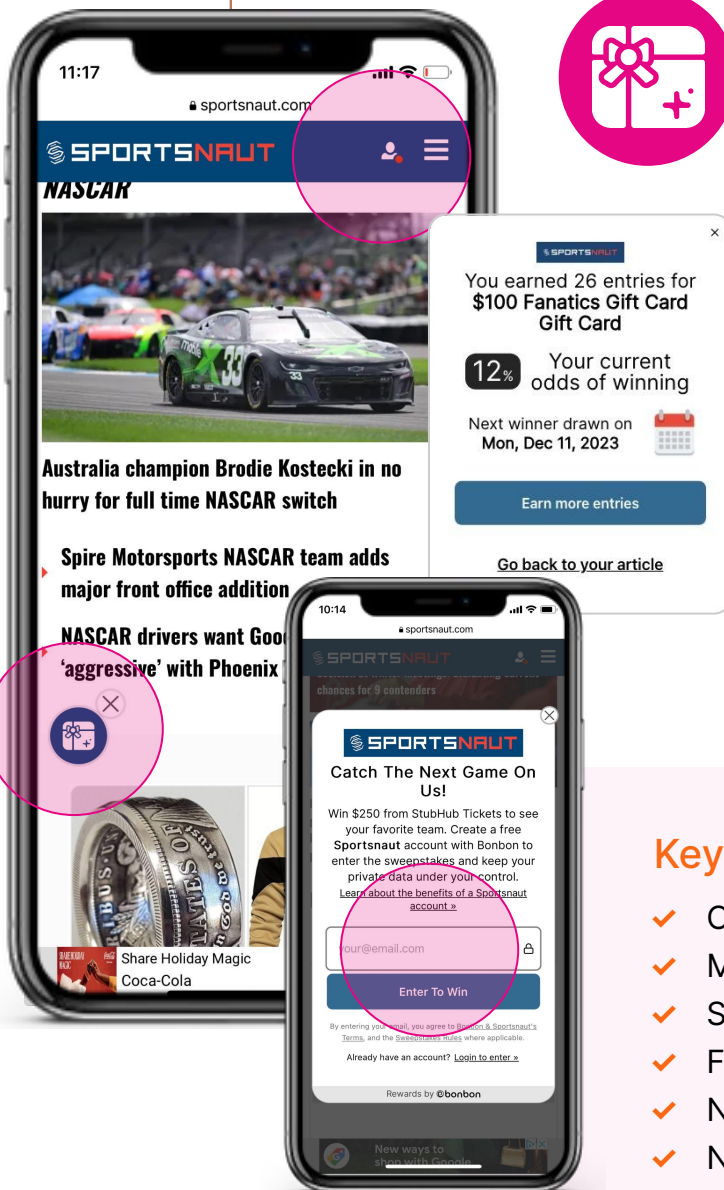 11:17
sportsnaut.com
SPORTSNAUT
NASCAR
mobile
33
33
Australia champion Brodie Kostecki in no
hurry for full time NASCAR switch
Spire Motorsports NASCAR team adds
major front office addition
NASCAR drivers want Goo
'aggressive' with Phoenix
STATES OF
Share Holiday Magic
Coca-Cola
×
SPORTSNAUT
You earned 26 entries for
$100 Fanatics Gift Card
Gift Card
12%
Your current
odds of winning
Next winner drawn on
Mon, Dec 11, 2023
Earn more entries
Go back to your article
10:14
sportsnaut.com
SPORTSNAUT
chances for 9 contenders
SPORTSNAUT
Catch The Next Game On
Us!
Win $250 from StubHub Tickets to see
your favorite team. Create a free
Sportsnaut account with Bonbon to
enter the sweepstakes and keep your
private data under your control.
Learn about the benefits of a Sportsnaut
account »
your@email.com
Enter To Win
By entering your email, you agree to Bonbon & Sportsnaut's
Terms, and the Sweepstakes Rules where applicable.
Already have an account? Login to enter »
Rewards by bonbon
New ways to
shop with Google
Key
C
M
S
F
N
N